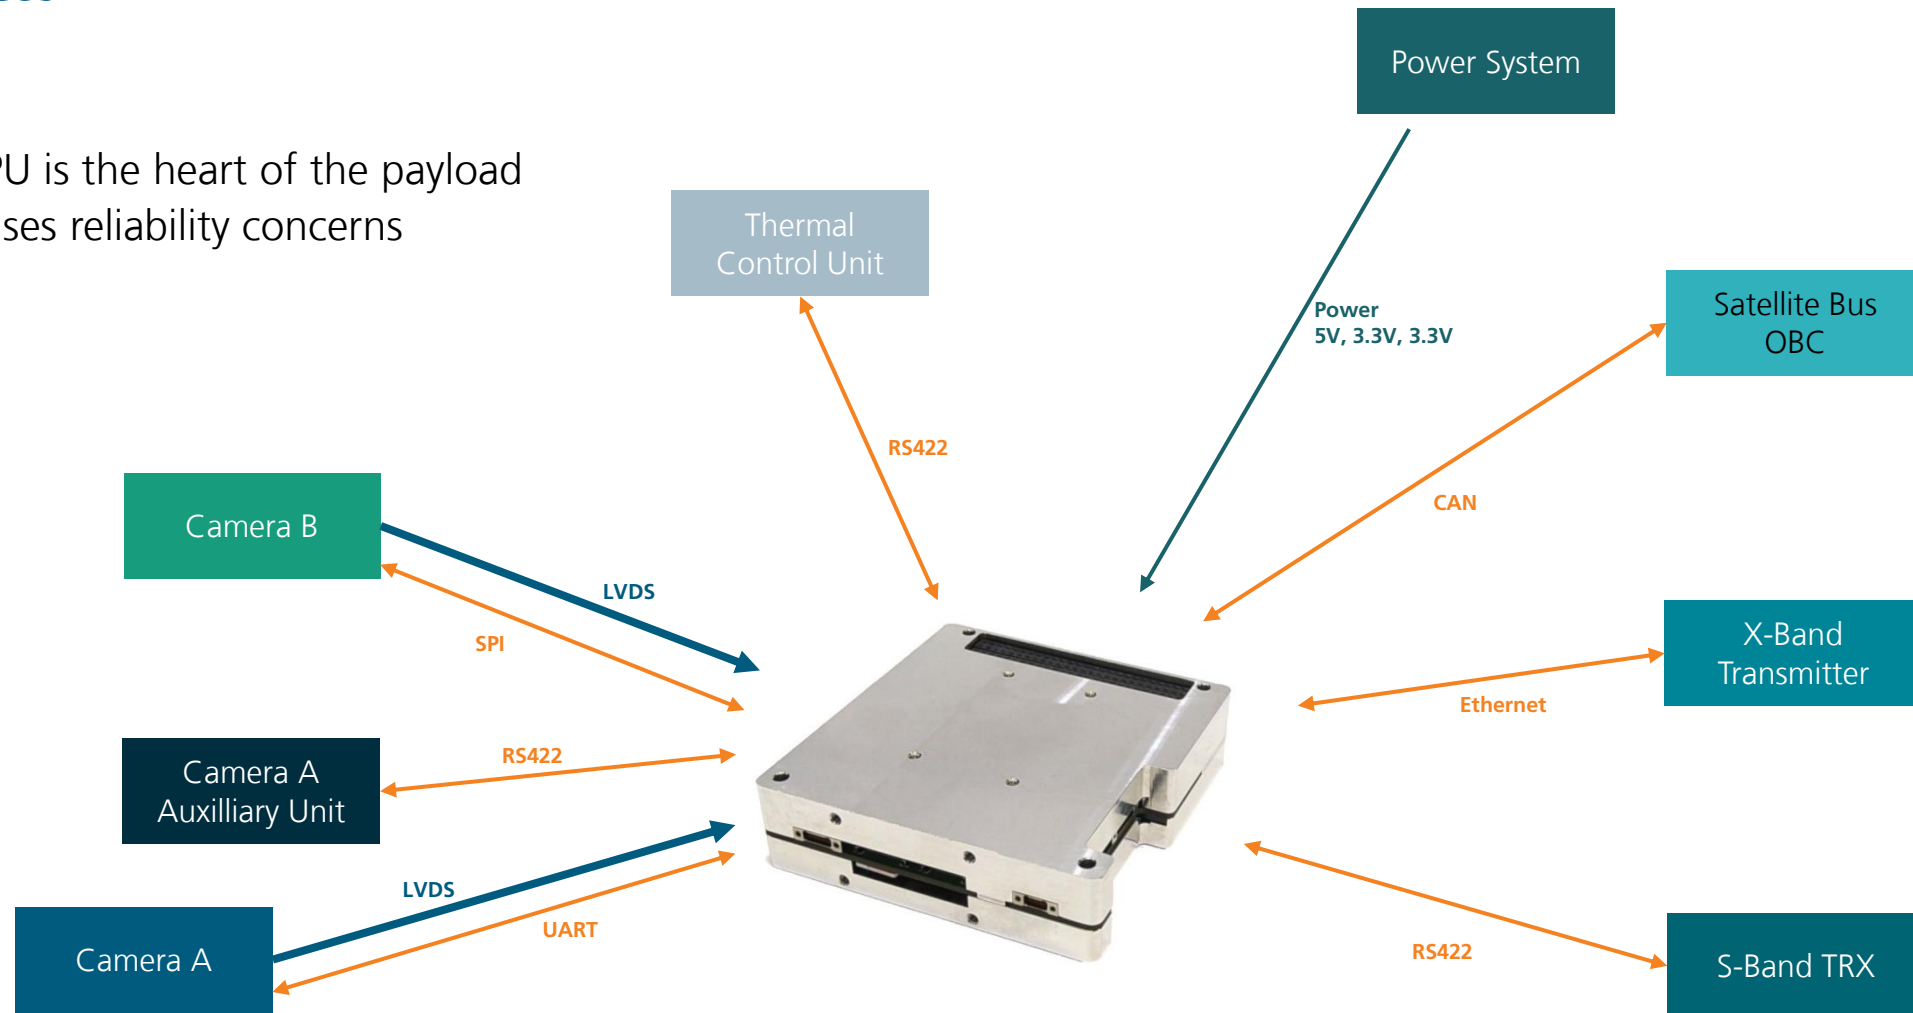 Power System
PU is the heart of the payload
ses reliability concerns
Thermal
Control Unit
Power
5V, 3.3V, 3.3V
Satellite Bus
OBC
RS422
CAN
Camera B
LVDS
SPI
X-Band
Transmitter
Ethernet
RS422
Camera A
Auxilliary Unit
LVDS
UART
Camera A
RS422
S-Band TRX